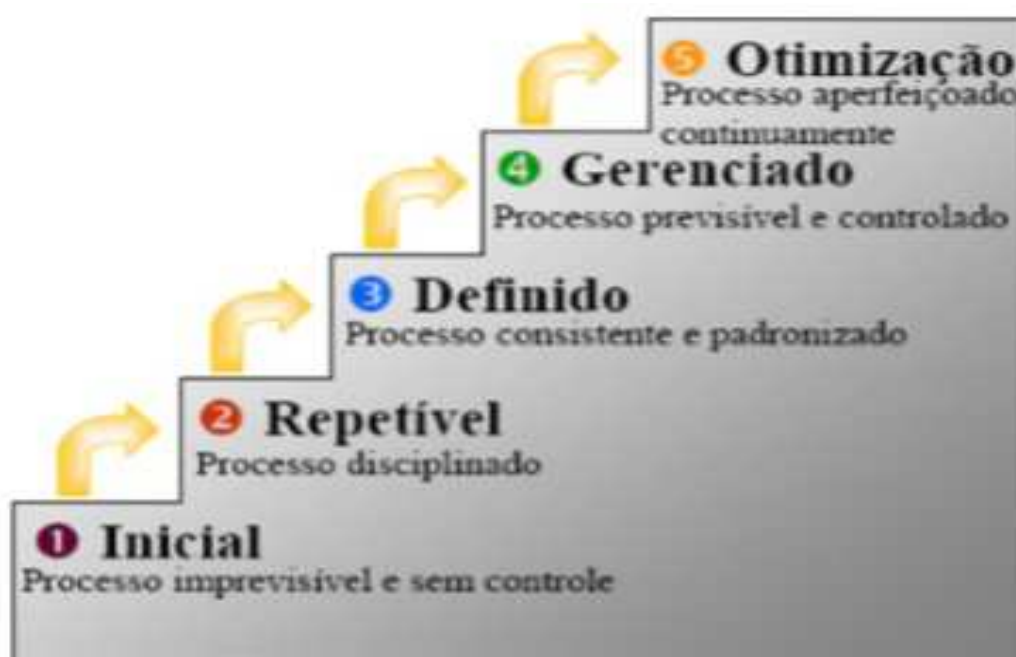 5 Otimização
Processo aperfeiçoado
continuamente
4 Gerenciado
Processo previsível e controlado
3 Definido
Processo consistente e padronizado
2 Repetível
Processo disciplinado
1 Inicial
Processo imprevisível e sem controle